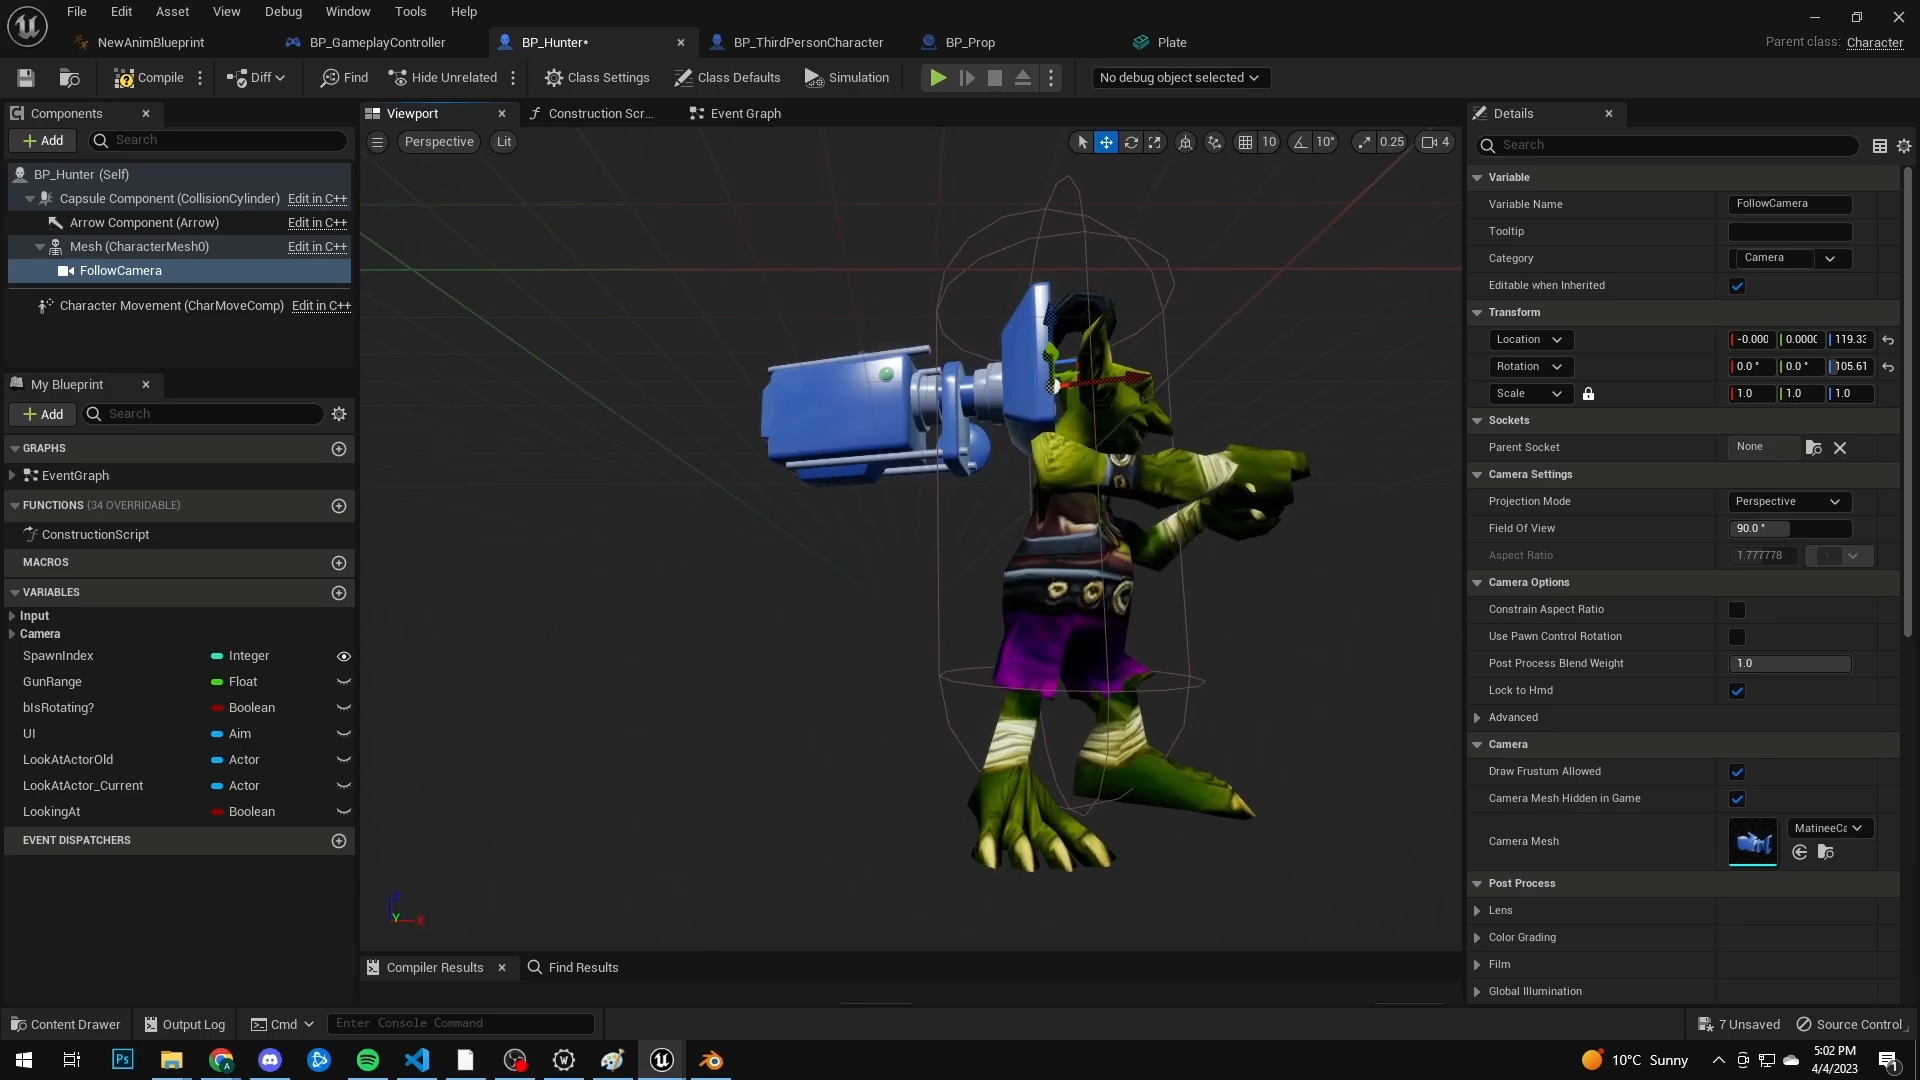 File Edit Asset View Debug Window Tools Help
NewAnimBlueprint BP_GameplayController BP_Hunter* BP_ThirdPersonCharacter BP_Prop Plate Parent class: Character
Compile Diff Find Hide Unrelated Class Settings Class Defaults Simulation No debug object selected
Components Viewport Construction Scr... Event Graph Details
Add Search Perspective Lit 10 10° 0.25 4 Search
BP_Hunter (Self)
Capsule Component (CollisionCylinder) Edit in C++
Arrow Component (Arrow) Edit in C++
Mesh (CharacterMesh0) Edit in C++
FollowCamera
Character Movement (CharMoveComp) Edit in C++
My Blueprint
Add Search
GRAPHS
EventGraph
FUNCTIONS (34 OVERRIDABLE)
ConstructionScript
MACROS
VARIABLES
Input
Camera
SpawnIndex Integer
GunRange Float
bIsRotating? Boolean
UI Aim
LookAtActorOld Actor
LookAtActor_Current Actor
LookingAt Boolean
EVENT DISPATCHERS
Z
Y X
Variable
Variable Name FollowCamera
Tooltip
Category Camera
Editable when Inherited
Transform
Location -0.000 0.0000 119.33
Rotation 0.0 ° 0.0 ° 105.61
Scale 1.0 1.0 1.0
Sockets
Parent Socket None
Camera Settings
Projection Mode Perspective
Field Of View 90.0 °
Aspect Ratio 1.777778
Camera Options
Constrain Aspect Ratio
Use Pawn Control Rotation
Post Process Blend Weight 1.0
Lock to Hmd
Advanced
Camera
Draw Frustum Allowed
Camera Mesh Hidden in Game
Camera Mesh MatineeCa
Post Process
Lens
Color Grading
Film
Global Illumination
Compiler Results Find Results
Content Drawer Output Log Cmd Enter Console Command 7 Unsaved Source Control
Ps 10°C Sunny 5:02 PM
4/4/2023 1